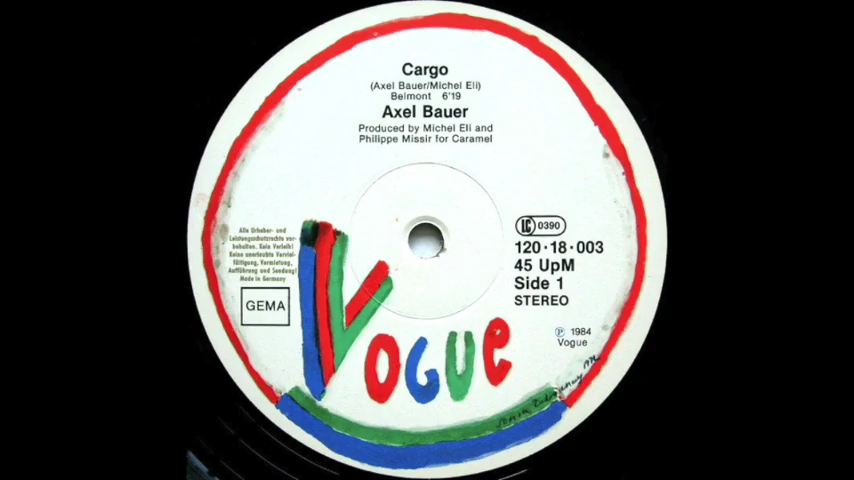 Cargo
(Axel Bauer/Michel Eli)
Belmont 6'19
Axel Bauer
Produced by Michel Eli and
Philippe Missir for Caramel
LC 0390
120·18·003
45 UpM
Side 1
STEREO
Alle Urheber- und
Leistungsschutzrechte vor-
behalten. Kein Verleih!
Keine unerlaubte Verviel-
fältigung, Vermietung,
Aufführung und Sendung!
Made in Germany
GEMA
VOGUE
℗ 1984
Vogue